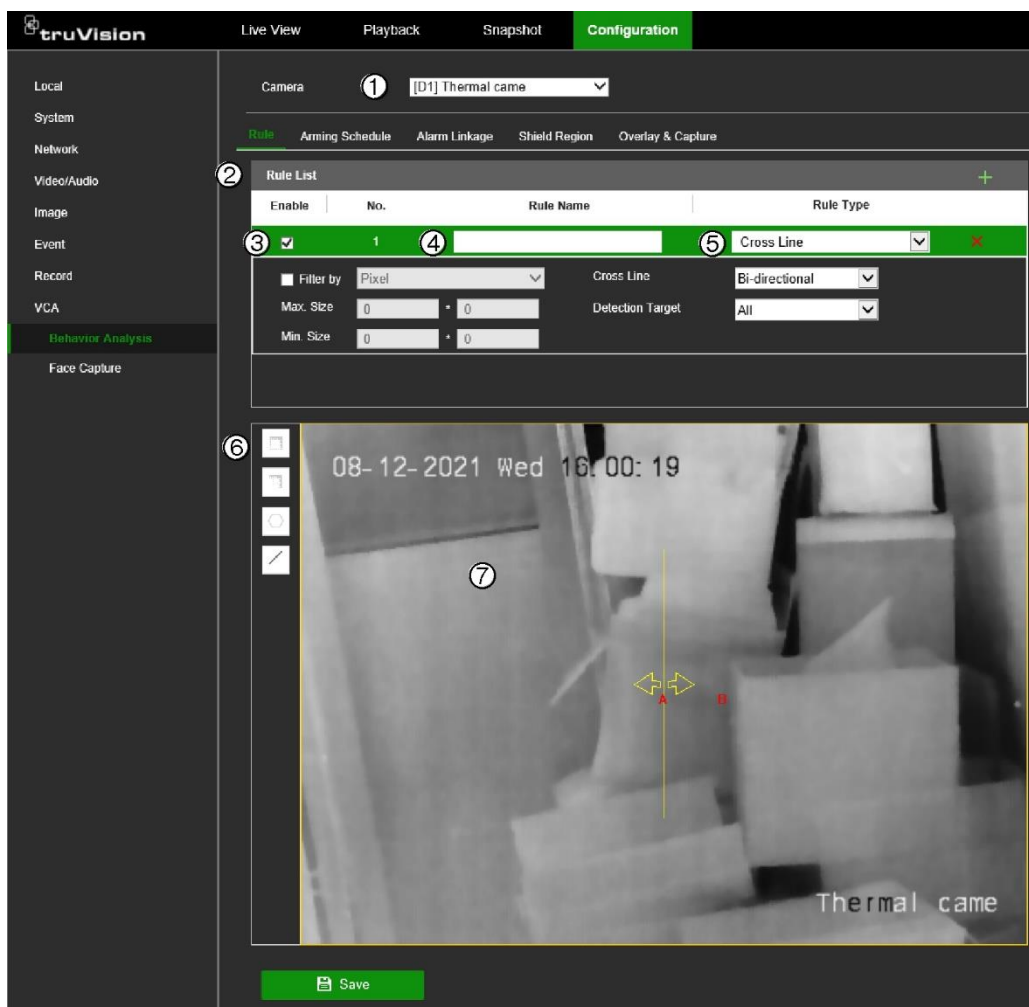 truVision
Live View Playback Snapshot Configuration
Local
System
Network
Video/Audio
Image
Event
Record
VCA
Behavior Analysis
Face Capture
Camera ① [D1] Thermal came
Rule Arming Schedule Alarm Linkage Shield Region Overlay & Capture
② Rule List +
Enable No. Rule Name Rule Type
③ 1 ④ ⑤ Cross Line
Filter by Pixel Cross Line Bi-directional
Max. Size 0 * 0 Detection Target All
Min. Size 0 * 0
⑥
08-12-2021 Wed 16:00:19
⑦
A B
Thermal came
Save